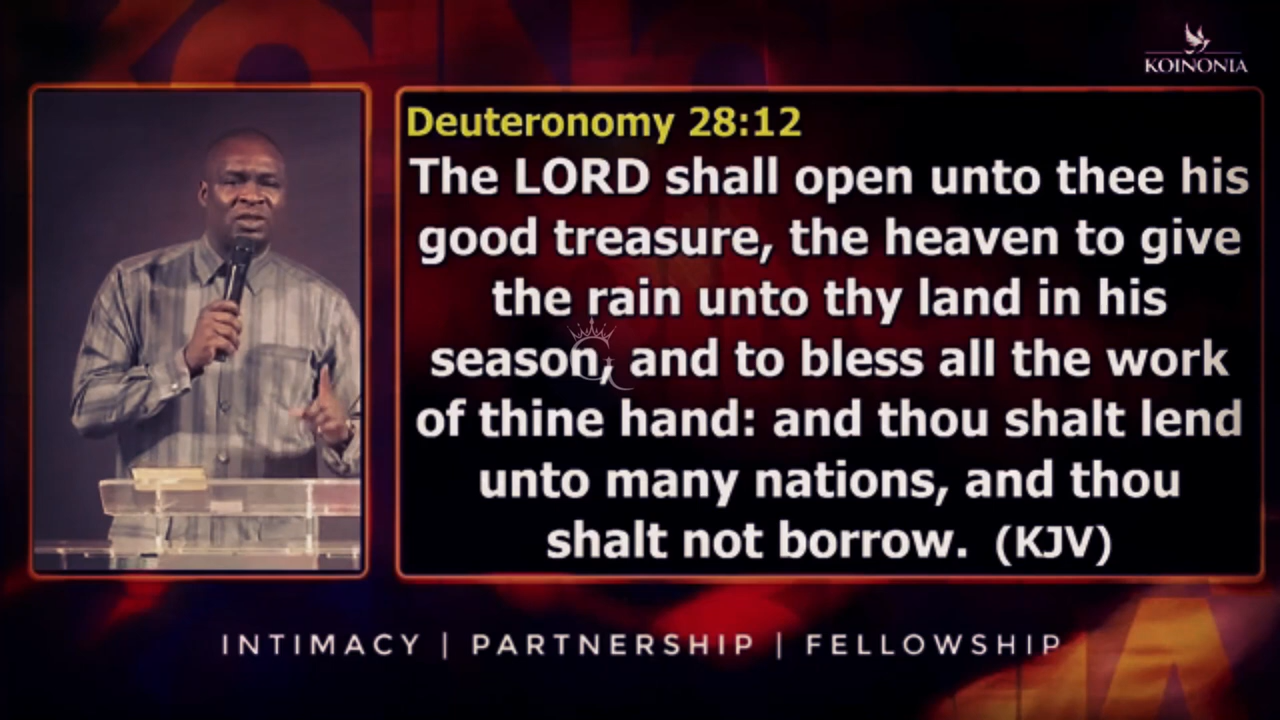 KOINONIA
Deuteronomy 28:12
The LORD shall open unto thee his
good treasure, the heaven to give
the rain unto thy land in his
season, and to bless all the work
of thine hand: and thou shalt lend
unto many nations, and thou
shalt not borrow. (KJV)
INTIMACY | PARTNERSHIP | FELLOWSHIP